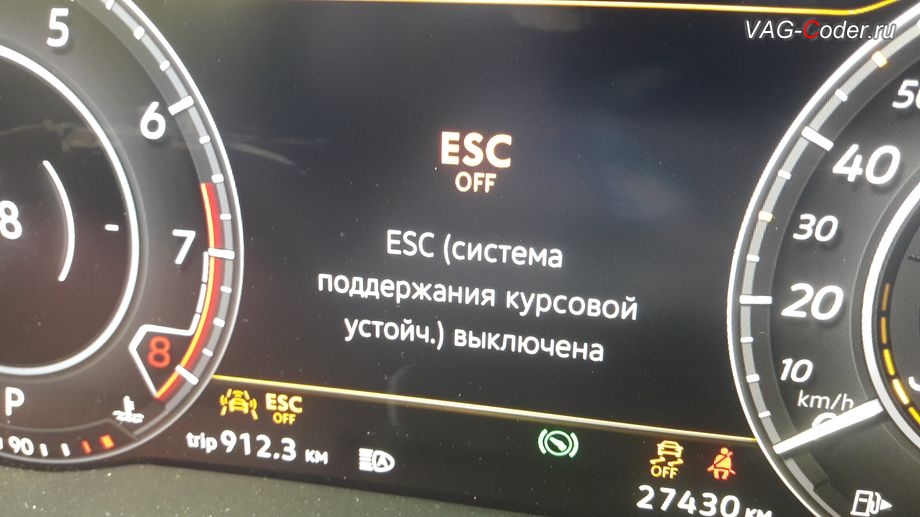 VAG-Coder.ru
5
6
7
8
8
P
90
ESC
OFF
ESC (система
поддержания курсовой
устойч.) выключена
ESC
OFF
trip 912.3 км
OFF
27430 км
50
40
30
20
10
km/h